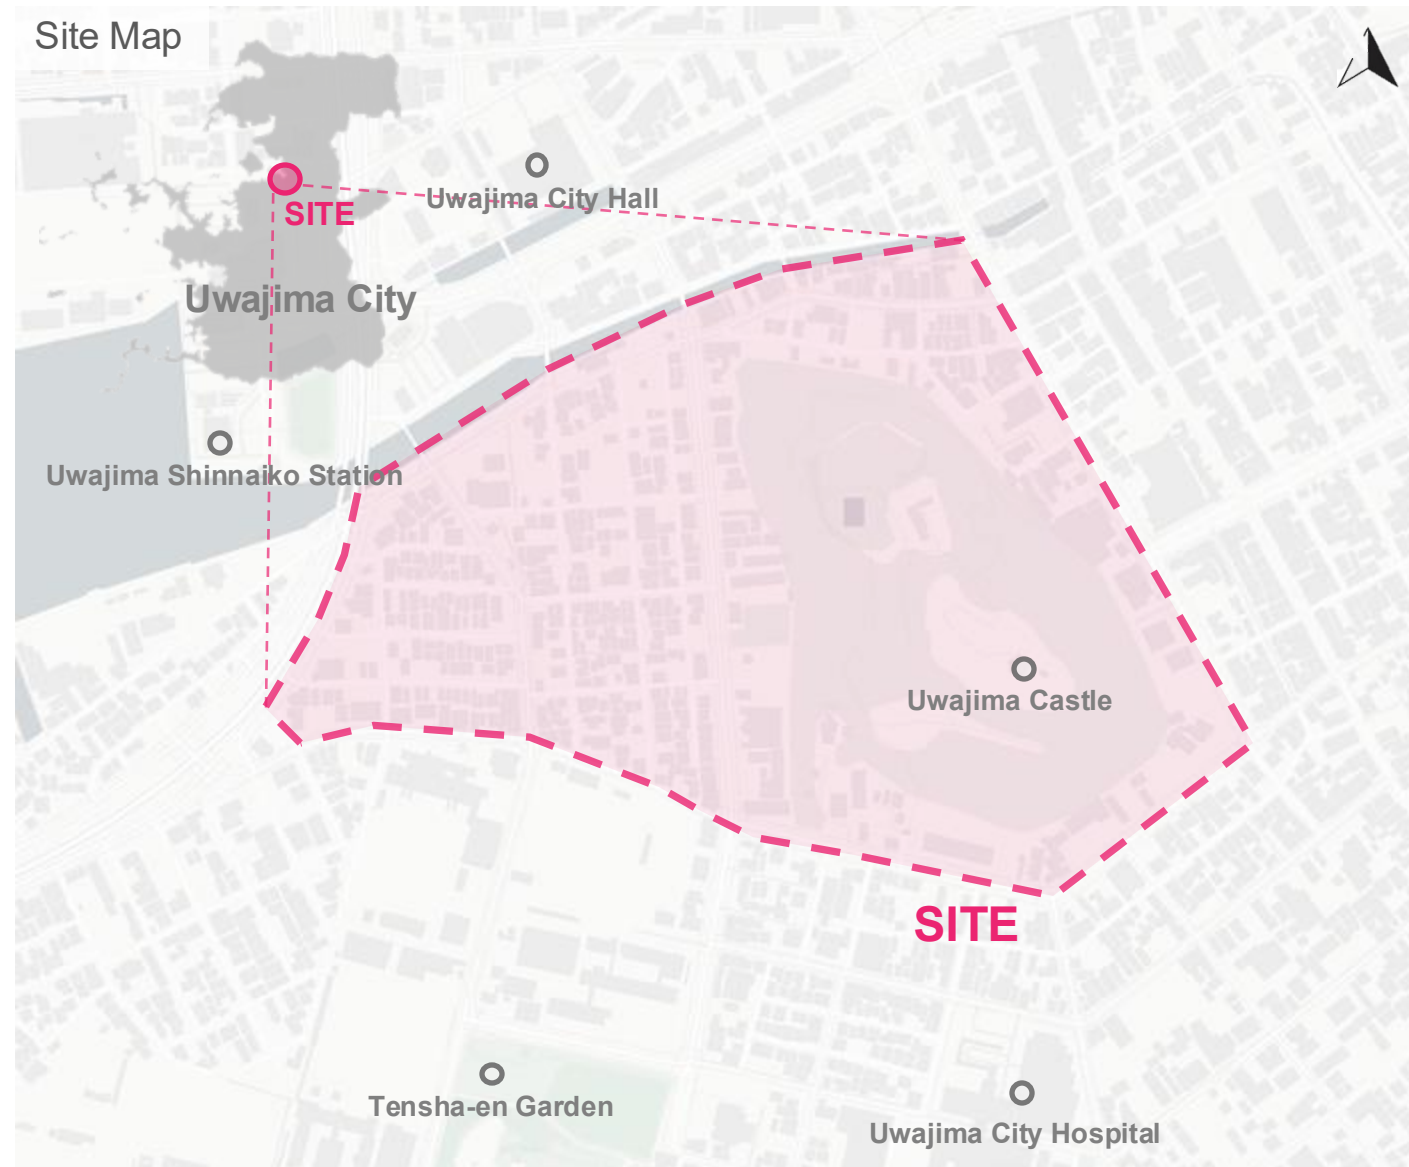 Site Map
Uwajima City Hall
SITE
Uwajima City
Uwajima Shinnaiko Station
Uwajima Castle
SITE
Tensha-en Garden
Uwajima City Hospital